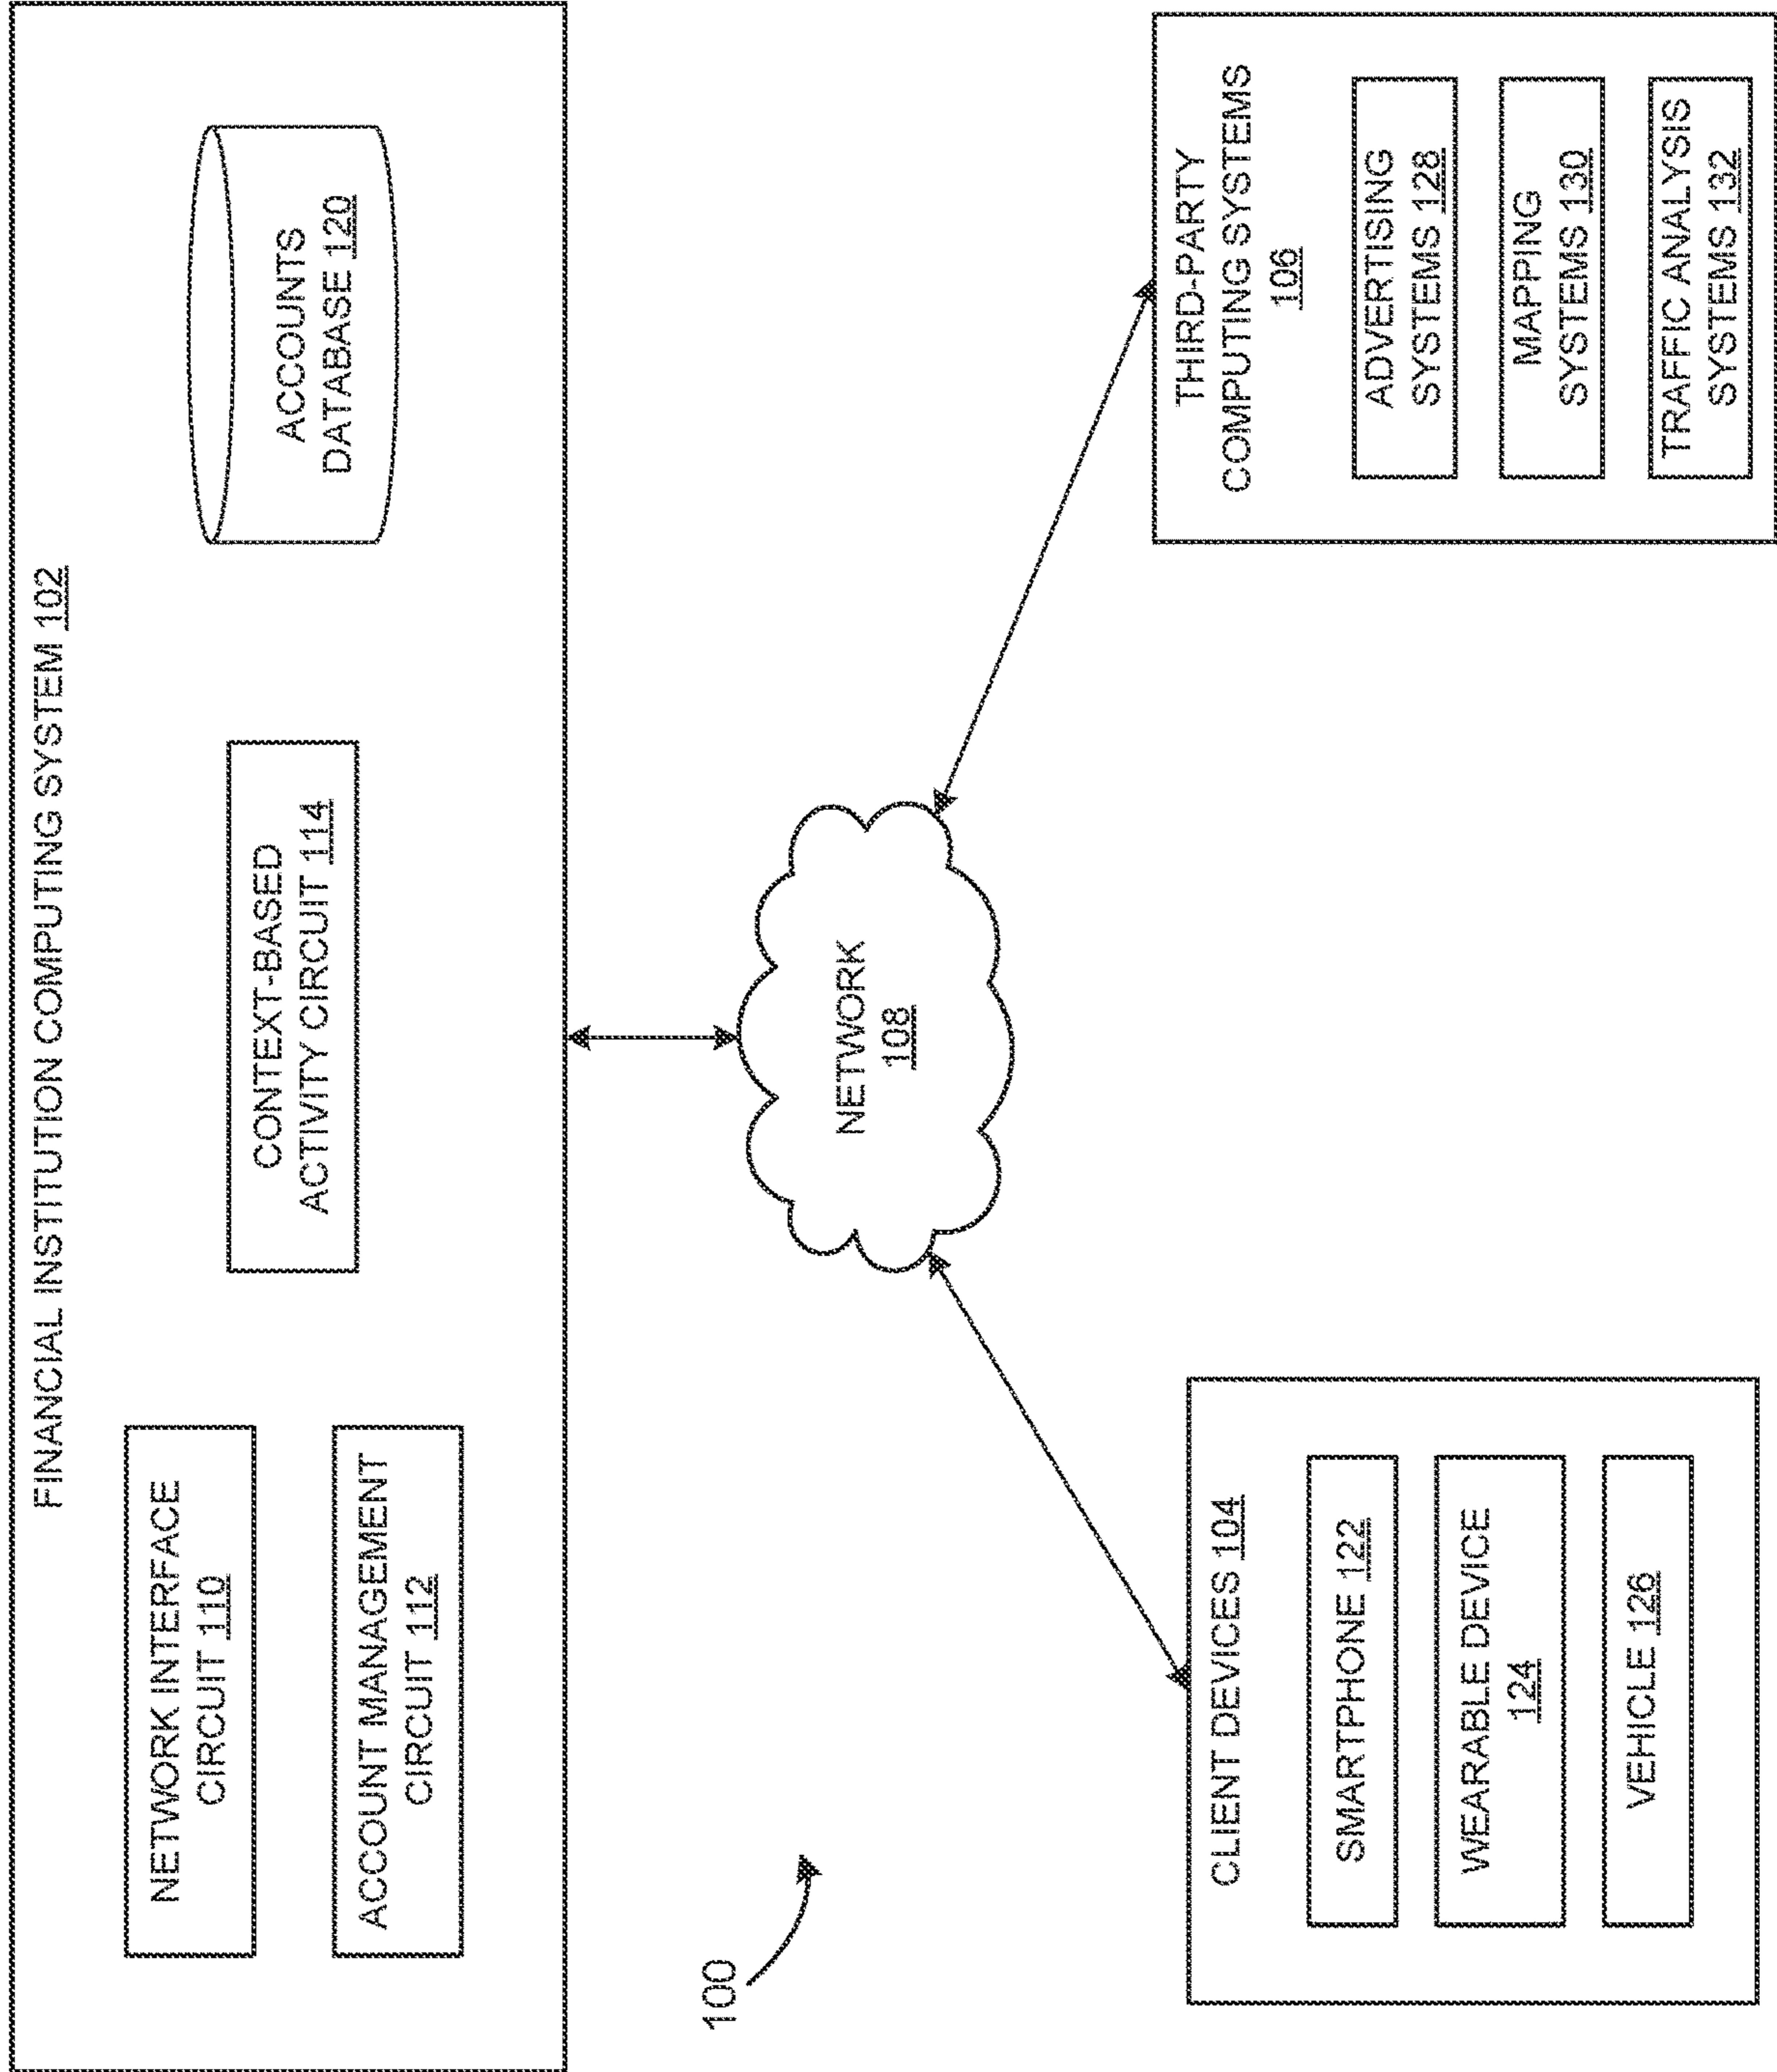 FINANCIAL INSTITUTION COMPUTING SYSTEM 102
NETWORK INTERFACE
CIRCUIT 110
ACCOUNT MANAGEMENT
CIRCUIT 112
CONTEXT-BASED
ACTIVITY CIRCUIT 114
ACCOUNTS
DATABASE 120
100
NETWORK
108
CLIENT DEVICES 104
SMARTPHONE 122
WEARABLE DEVICE
124
VEHICLE 126
THIRD-PARTY
COMPUTING SYSTEMS
106
ADVERTISING
SYSTEMS 128
MAPPING
SYSTEMS 130
TRAFFIC ANALYSIS
SYSTEMS 132